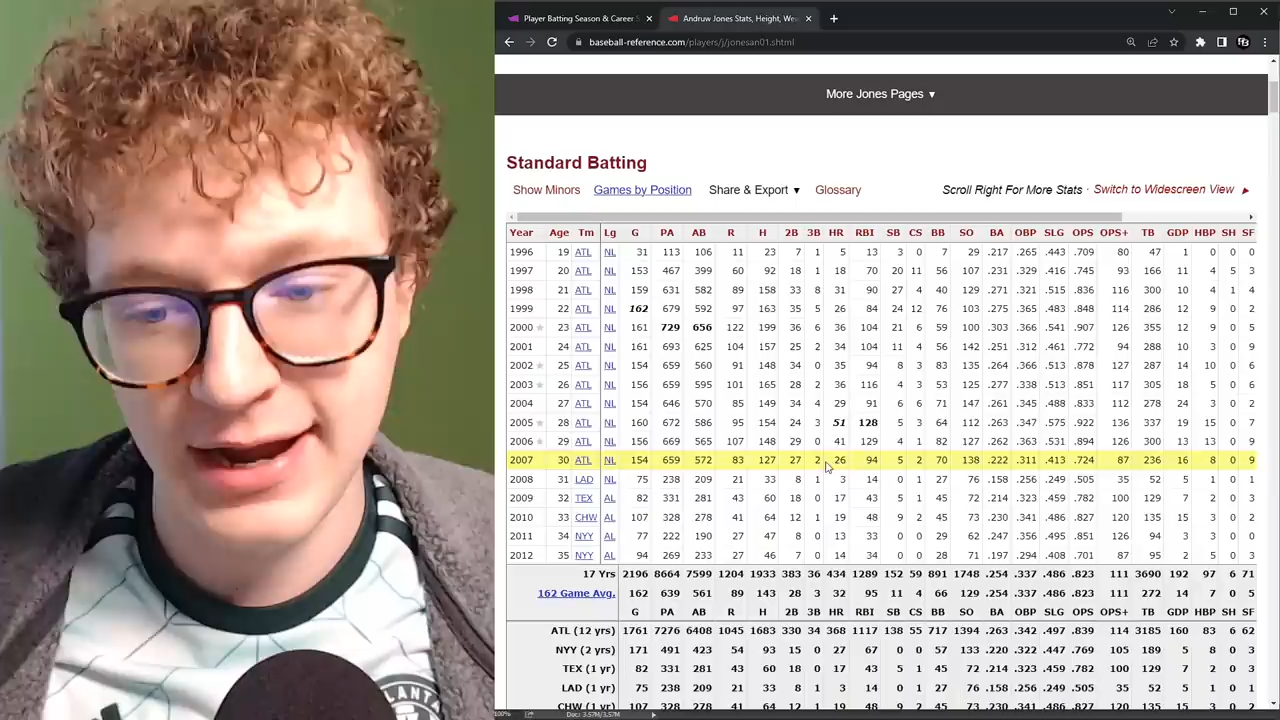 Player Batting Season & Career S
Andruw Jones Stats, Height, We
baseball-reference.com/players/j/jonesan01.shtml
More Jones Pages ▼
Standard Batting
Show Minors Games by Position Share & Export ▼ Glossary Scroll Right For More Stats · Switch to Widescreen View ▶
Year Age Tm Lg G PA AB R H 2B 3B HR RBI SB CS BB SO BA OBP SLG OPS OPS+ TB GDP HBP SH SF
1996 19 ATL NL 31 113 106 11 23 7 1 5 13 3 0 7 29 .217 .265 .443 .709 80 47 1 0 0 0
1997 20 ATL NL 153 467 399 60 92 18 1 18 70 20 11 56 107 .231 .329 .416 .745 93 166 11 4 5 3
1998 21 ATL NL 159 631 582 89 158 33 8 31 90 27 4 40 129 .271 .321 .515 .836 116 300 10 4 1 4
1999 22 ATL NL 162 679 592 97 163 35 5 26 84 24 12 76 103 .275 .365 .483 .848 114 286 12 9 0 2
2000 23 ATL NL 161 729 656 122 199 36 6 36 104 21 6 59 100 .303 .366 .541 .907 126 355 12 9 0 5
2001 24 ATL NL 161 693 625 104 157 25 2 34 104 11 4 56 142 .251 .312 .461 .772 94 288 10 3 0 9
2002 25 ATL NL 154 659 560 91 148 34 0 35 94 8 3 83 135 .264 .366 .513 .878 127 287 14 10 0 6
2003 26 ATL NL 156 659 595 101 165 28 2 36 116 4 3 53 125 .277 .338 .513 .851 117 305 18 5 0 6
2004 27 ATL NL 154 646 570 85 149 34 4 29 91 6 6 71 147 .261 .345 .488 .833 112 278 24 3 0 2
2005 28 ATL NL 160 672 586 95 154 24 3 51 128 5 3 64 112 .263 .347 .575 .922 136 337 19 15 0 7
2006 29 ATL NL 156 669 565 107 148 29 0 41 129 4 1 82 127 .262 .363 .531 .894 126 300 13 13 0 9
2007 30 ATL NL 154 659 572 83 127 27 2 26 94 5 2 70 138 .222 .311 .413 .724 87 236 16 8 0 9
2008 31 LAD NL 75 238 209 21 33 8 1 3 14 0 1 27 76 .158 .256 .249 .505 35 52 5 1 0 1
2009 32 TEX AL 82 331 281 43 60 18 0 17 43 5 1 45 72 .214 .323 .459 .782 100 129 7 2 0 3
2010 33 CHW AL 107 328 278 41 64 12 1 19 48 9 2 45 73 .230 .341 .486 .827 120 135 15 3 0 2
2011 34 NYY AL 77 222 190 27 47 8 0 13 33 0 0 29 62 .247 .356 .495 .851 126 94 3 3 0 0
2012 35 NYY AL 94 269 233 27 46 7 0 14 34 0 0 28 71 .197 .294 .408 .701 87 95 2 5 0 3
17 Yrs 2196 8664 7599 1204 1933 383 36 434 1289 152 59 891 1748 .254 .337 .486 .823 111 3690 192 97 6 71
162 Game Avg. 162 639 561 89 143 28 3 32 95 11 4 66 129 .254 .337 .486 .823 111 272 14 7 0 5
G PA AB R H 2B 3B HR RBI SB CS BB SO BA OBP SLG OPS OPS+ TB GDP HBP SH SF
ATL (12 yrs) 1761 7276 6408 1045 1683 330 34 368 1117 138 55 717 1394 .263 .342 .497 .839 114 3185 160 83 6 62
NYY (2 yrs) 171 491 423 54 93 15 0 27 67 0 0 57 133 .220 .322 .447 .769 105 189 5 8 0 3
TEX (1 yr) 82 331 281 43 60 18 0 17 43 5 1 45 72 .214 .323 .459 .782 100 129 7 2 0 3
LAD (1 yr) 75 238 209 21 33 8 1 3 14 0 1 27 76 .158 .256 .249 .505 35 52 5 1 0 1
CHW (1 yr) 107 328 278 41 64 12 1 19 48 9 2 45 73 .230 .341 .486 .827 120 135 15 3 0 2
100% Doc: 3.57M/3.57M